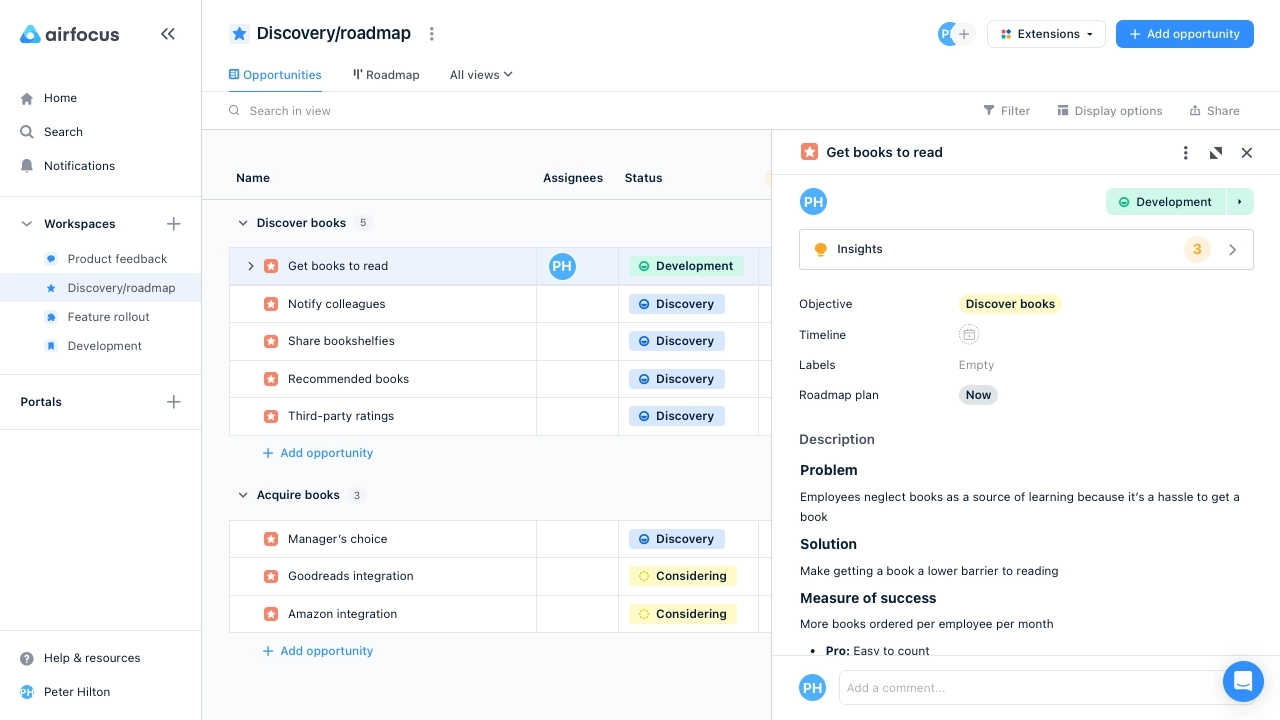 airfocus
Home
Search
Notifications
Workspaces
Product feedback
Discovery/roadmap
Feature rollout
Development
Portals
Help & resources
PH Peter Hilton
Discovery/roadmap
Extensions
Add opportunity
Opportunities
Roadmap
All views
Search in view
Filter
Display options
Share
Name Assignees Status
Discover books 5
Get books to read PH Development
Notify colleagues Discovery
Share bookshelfies Discovery
Recommended books Discovery
Third-party ratings Discovery
Add opportunity
Acquire books 3
Manager’s choice Discovery
Goodreads integration Considering
Amazon integration Considering
Add opportunity
Get books to read
PH Development
Insights 3
Objective Discover books
Timeline
Labels Empty
Roadmap plan Now
Description
Problem
Employees neglect books as a source of learning because it’s a hassle to get a
book
Solution
Make getting a book a lower barrier to reading
Measure of success
More books ordered per employee per month
• Pro: Easy to count
PH Add a comment...